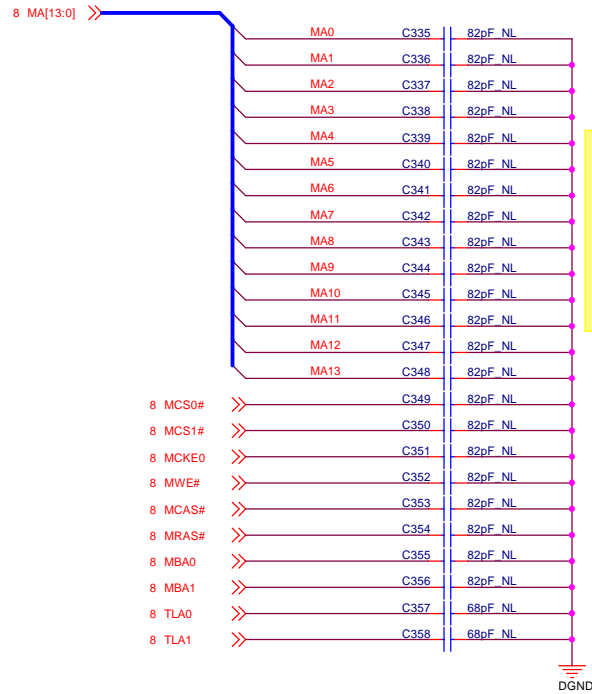 8 MA[13:0]
MA0 C335 82pF_NL
MA1 C336 82pF_NL
MA2 C337 82pF_NL
MA3 C338 82pF_NL
MA4 C339 82pF_NL
MA5 C340 82pF_NL
MA6 C341 82pF_NL
MA7 C342 82pF_NL
MA8 C343 82pF_NL
MA9 C344 82pF_NL
MA10 C345 82pF_NL
MA11 C346 82pF_NL
MA12 C347 82pF_NL
MA13 C348 82pF_NL
8 MCS0# C349 82pF_NL
8 MCS1# C350 82pF_NL
8 MCKE0 C351 82pF_NL
8 MWE# C352 82pF_NL
8 MCAS# C353 82pF_NL
8 MRAS# C354 82pF_NL
8 MBA0 C355 82pF_NL
8 MBA1 C356 82pF_NL
8 TLA0 C357 68pF_NL
8 TLA1 C358 68pF_NL
DGND